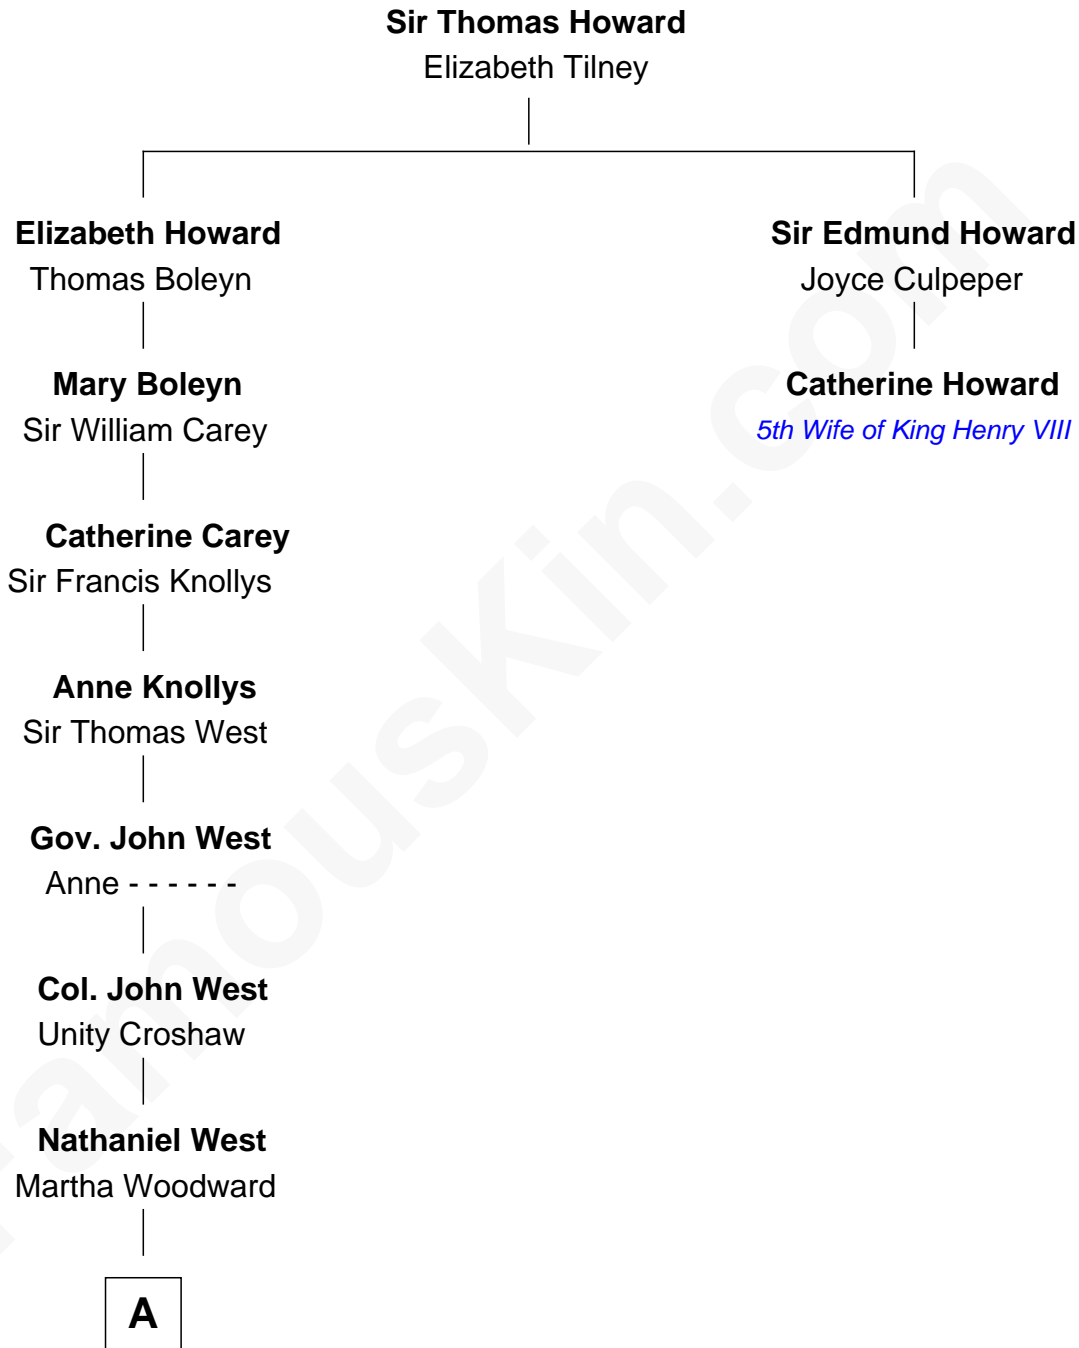 Sir Thomas Howard
Elizabeth Tilney
Elizabeth Howard
Thomas Boleyn
Sir Edmund Howard
Joyce Culpeper
Mary Boleyn
Sir William Carey
Catherine Howard
5th Wife of King Henry VIII
Catherine Carey
Sir Francis Knollys
Anne Knollys
Sir Thomas West
Gov. John West
Anne - - - - - -
Col. John West
Unity Croshaw
Nathaniel West
Martha Woodward
A
FamousKin.com